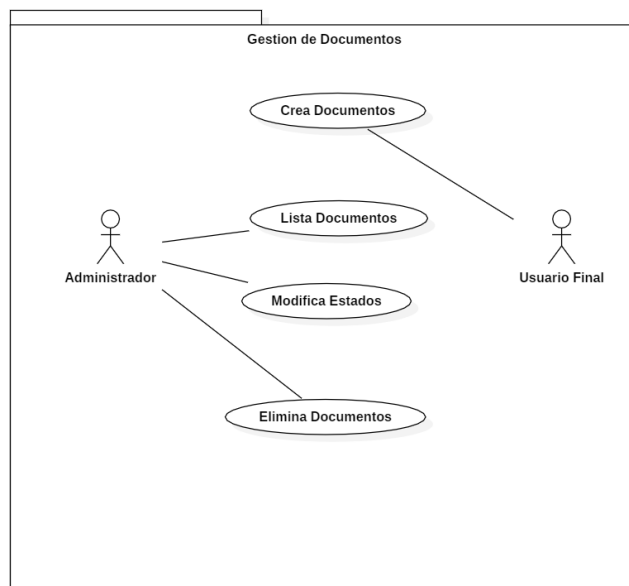 Gestion de Documentos
Crea Documentos
Lista Documentos
Administrador
Usuario Final
Modifica Estados
Elimina Documentos